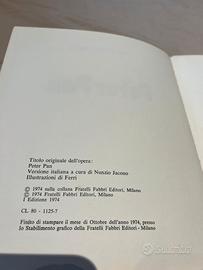 Titolo originale dell'opera:
Peter Pan
Versione italiana a cura di Nunzio Jacono
Illustrazioni di Ferri
© 1974 sulla collana Fratelli Fabbri Editori, Milano
© 1974 Fratelli Fabbri Editori, Milano
I Edizione 1974
CL 80 - 1125-7
Finito di stampare il mese di Ottobre dell'anno 1974, presso
lo Stabilimento grafico della Fratelli Fabbri Editori - Milano
subito